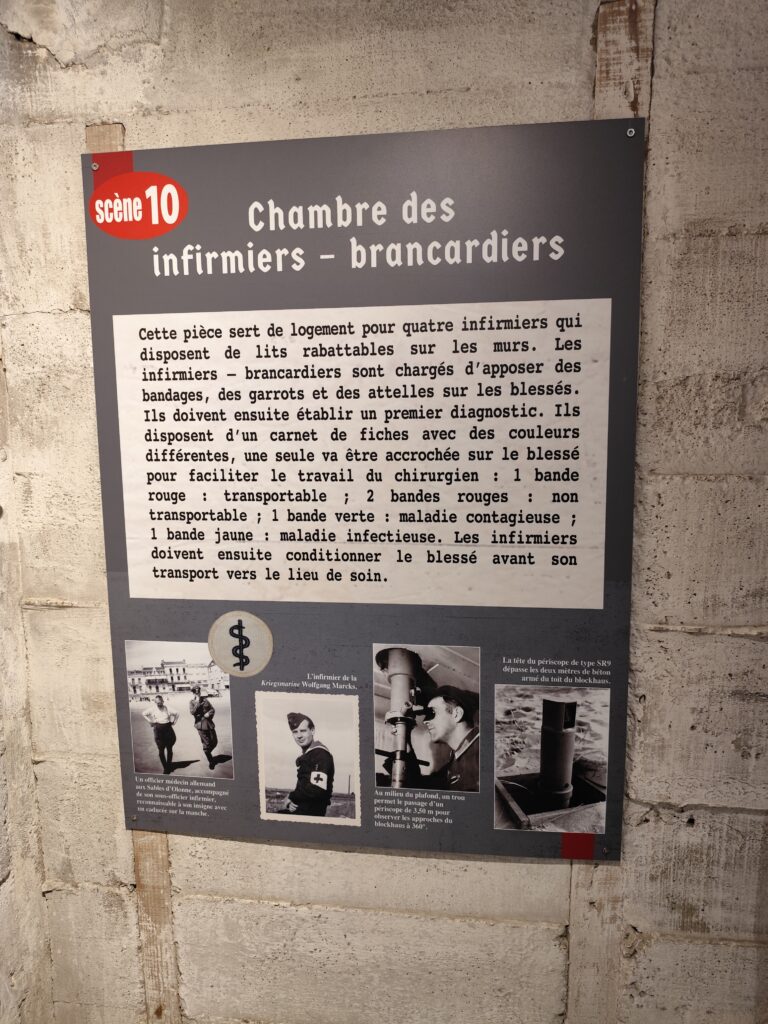 scène 10
Chambre des
infirmiers – brancardiers
Cette pièce sert de logement pour quatre infirmiers qui
disposent de lits rabattables sur les murs. Les
infirmiers – brancardiers sont chargés d'apposer des
bandages, des garrots et des attelles sur les blessés.
Ils doivent ensuite établir un premier diagnostic. Ils
disposent d'un carnet de fiches avec des couleurs
différentes, une seule va être accrochée sur le blessé
pour faciliter le travail du chirurgien : 1 bande
rouge : transportable ; 2 bandes rouges : non
transportable ; 1 bande verte : maladie contagieuse ;
1 bande jaune : maladie infectieuse. Les infirmiers
doivent ensuite conditionner le blessé avant son
transport vers le lieu de soin.
Un officier médecin allemand
aux Sables d'Olonne, accompagné
de son sous-officier infirmier,
reconnaissable à son insigne avec
un caducée sur la manche.
L'infirmier de la
Kriegsmarine Wolfgang Marcks.
Au milieu du plafond, un trou
permet le passage d'un
périscope de 3,50 m pour
observer les approches du
blockhaus à 360°.
La tête du périscope de type SR9
dépasse les deux mètres de béton
armé du toit du blockhaus.